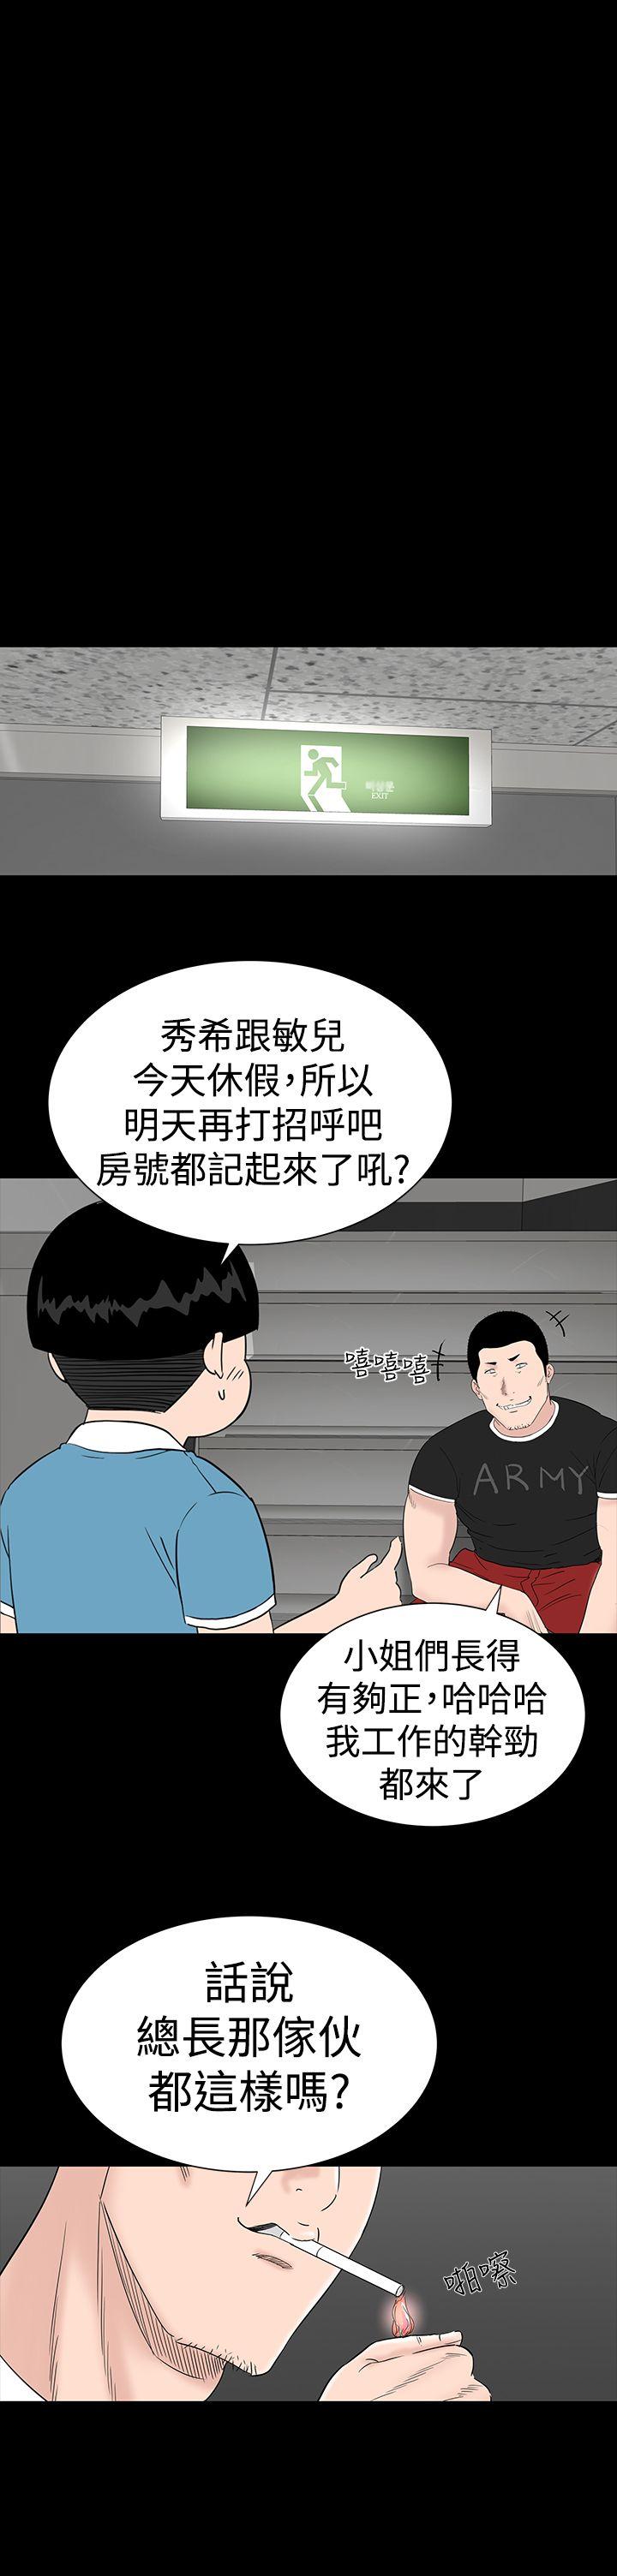 비상문
EXIT
秀希跟敏兒
今天休假，所以
明天再打招呼吧
房號都記起來了吼？
嘻嘻嘻
ARMY
小姐們長得
有夠正，哈哈哈
我工作的幹勁
都來了
話說
總長那傢伙
都這樣嗎？
啪嚓